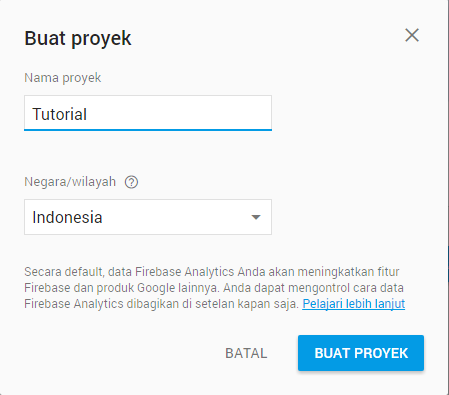 Buat proyek
Nama proyek
Tutorial
Negara/wilayah
Indonesia
Secara default, data Firebase Analytics Anda akan meningkatkan fitur
Firebase dan produk Google lainnya. Anda dapat mengontrol cara data
Firebase Analytics dibagikan di setelan kapan saja. Pelajari lebih lanjut
BATAL BUAT PROYEK